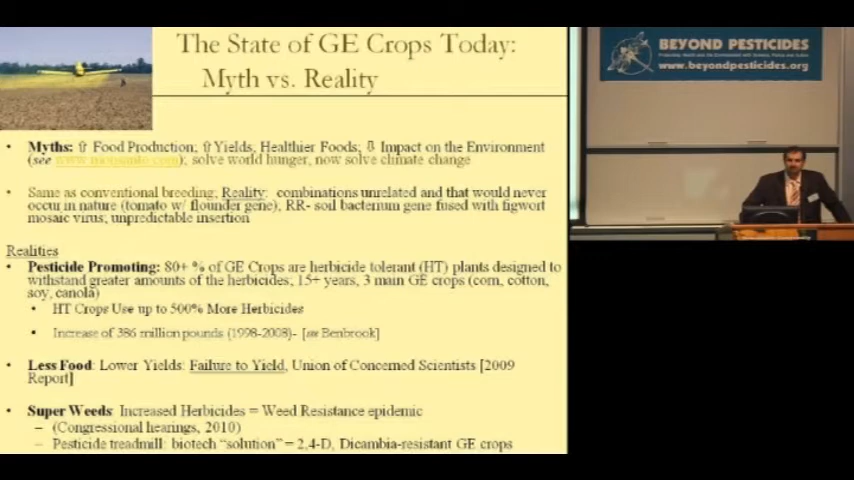 The State of GE Crops Today:
Myth vs. Reality
• Myths: ⇧ Food Production; ⇧Yields; Healthier Foods; ⇩ Impact on the Environment
(see www.monsanto.com); solve world hunger, now solve climate change
• Same as conventional breeding; Reality: combinations unrelated and that would never
occur in nature (tomato w/ flounder gene), RR- soil bacterium gene fused with figwort
mosaic virus; unpredictable insertion
Realities
• Pesticide Promoting: 80+ % of GE Crops are herbicide tolerant (HT) plants designed to
withstand greater amounts of the herbicides; 15+ years, 3 main GE crops (corn, cotton,
soy, canola)
• HT Crops Use up to 500% More Herbicides
• Increase of 386 million pounds (1998-2008)- [see Benbrook]
• Less Food: Lower Yields: Failure to Yield, Union of Concerned Scientists [2009
Report]
• Super Weeds: Increased Herbicides = Weed Resistance epidemic
– (Congressional hearings, 2010)
– Pesticide treadmill: biotech “solution” = 2,4-D, Dicambia-resistant GE crops
BEYOND PESTICIDES
www.beyondpesticides.org